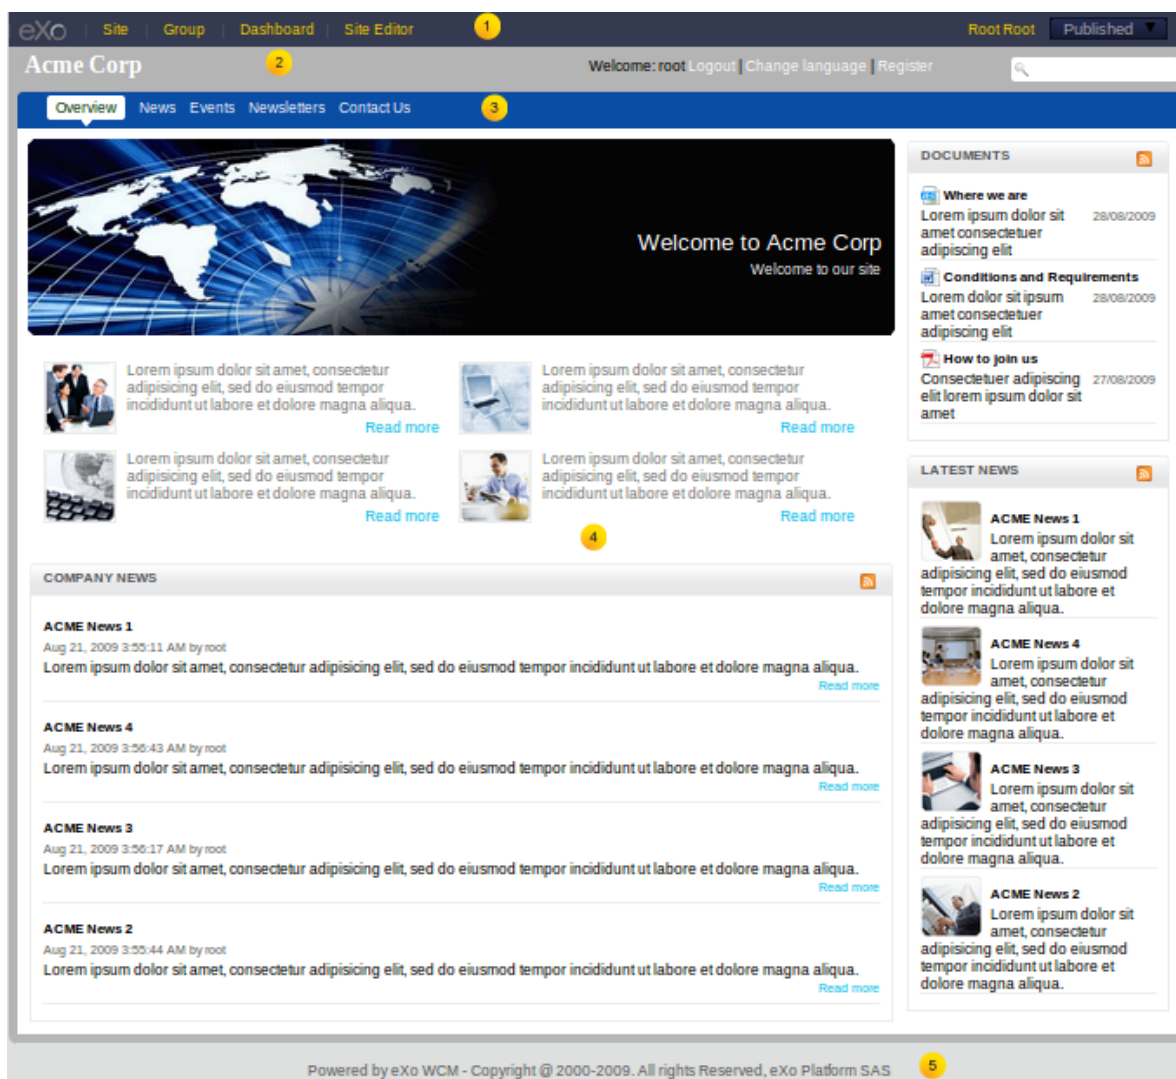 eXo Site Group Dashboard Site Editor 1 Root Root Published
Acme Corp 2 Welcome: root Logout | Change language | Register
Overview News Events Newsletters Contact Us 3
Welcome to Acme Corp
Welcome to our site
Lorem ipsum dolor sit amet, consectetur
adipisicing elit, sed do eiusmod tempor
incididunt ut labore et dolore magna aliqua.
Read more
Lorem ipsum dolor sit amet, consectetur
adipisicing elit, sed do eiusmod tempor
incididunt ut labore et dolore magna aliqua.
Read more
Lorem ipsum dolor sit amet, consectetur
adipisicing elit, sed do eiusmod tempor
incididunt ut labore et dolore magna aliqua.
Read more
Lorem ipsum dolor sit amet, consectetur
adipisicing elit, sed do eiusmod tempor
incididunt ut labore et dolore magna aliqua.
Read more
4
COMPANY NEWS
ACME News 1
Aug 21, 2009 3:55:11 AM by root
Lorem ipsum dolor sit amet, consectetur adipisicing elit, sed do eiusmod tempor incididunt ut labore et dolore magna aliqua.
Read more
ACME News 4
Aug 21, 2009 3:56:43 AM by root
Lorem ipsum dolor sit amet, consectetur adipisicing elit, sed do eiusmod tempor incididunt ut labore et dolore magna aliqua.
Read more
ACME News 3
Aug 21, 2009 3:56:17 AM by root
Lorem ipsum dolor sit amet, consectetur adipisicing elit, sed do eiusmod tempor incididunt ut labore et dolore magna aliqua.
Read more
ACME News 2
Aug 21, 2009 3:55:44 AM by root
Lorem ipsum dolor sit amet, consectetur adipisicing elit, sed do eiusmod tempor incididunt ut labore et dolore magna aliqua.
Read more
DOCUMENTS
Where we are
Lorem ipsum dolor sit 28/08/2009
amet consectetuer
adipiscing elit
Conditions and Requirements
Lorem dolor sit ipsum 28/08/2009
amet consectetuer
adipiscing elit
How to join us
Consectetuer adipiscing 27/08/2009
elit lorem ipsum dolor sit
amet
LATEST NEWS
ACME News 1
Lorem ipsum dolor sit
amet, consectetur
adipisicing elit, sed do eiusmod
tempor incididunt ut labore et
dolore magna aliqua.
ACME News 4
Lorem ipsum dolor sit
amet, consectetur
adipisicing elit, sed do eiusmod
tempor incididunt ut labore et
dolore magna aliqua.
ACME News 3
Lorem ipsum dolor sit
amet, consectetur
adipisicing elit, sed do eiusmod
tempor incididunt ut labore et
dolore magna aliqua.
ACME News 2
Lorem ipsum dolor sit
amet, consectetur
adipisicing elit, sed do eiusmod
tempor incididunt ut labore et
dolore magna aliqua.
Powered by eXo WCM - Copyright @ 2000-2009. All rights Reserved, eXo Platform SAS 5